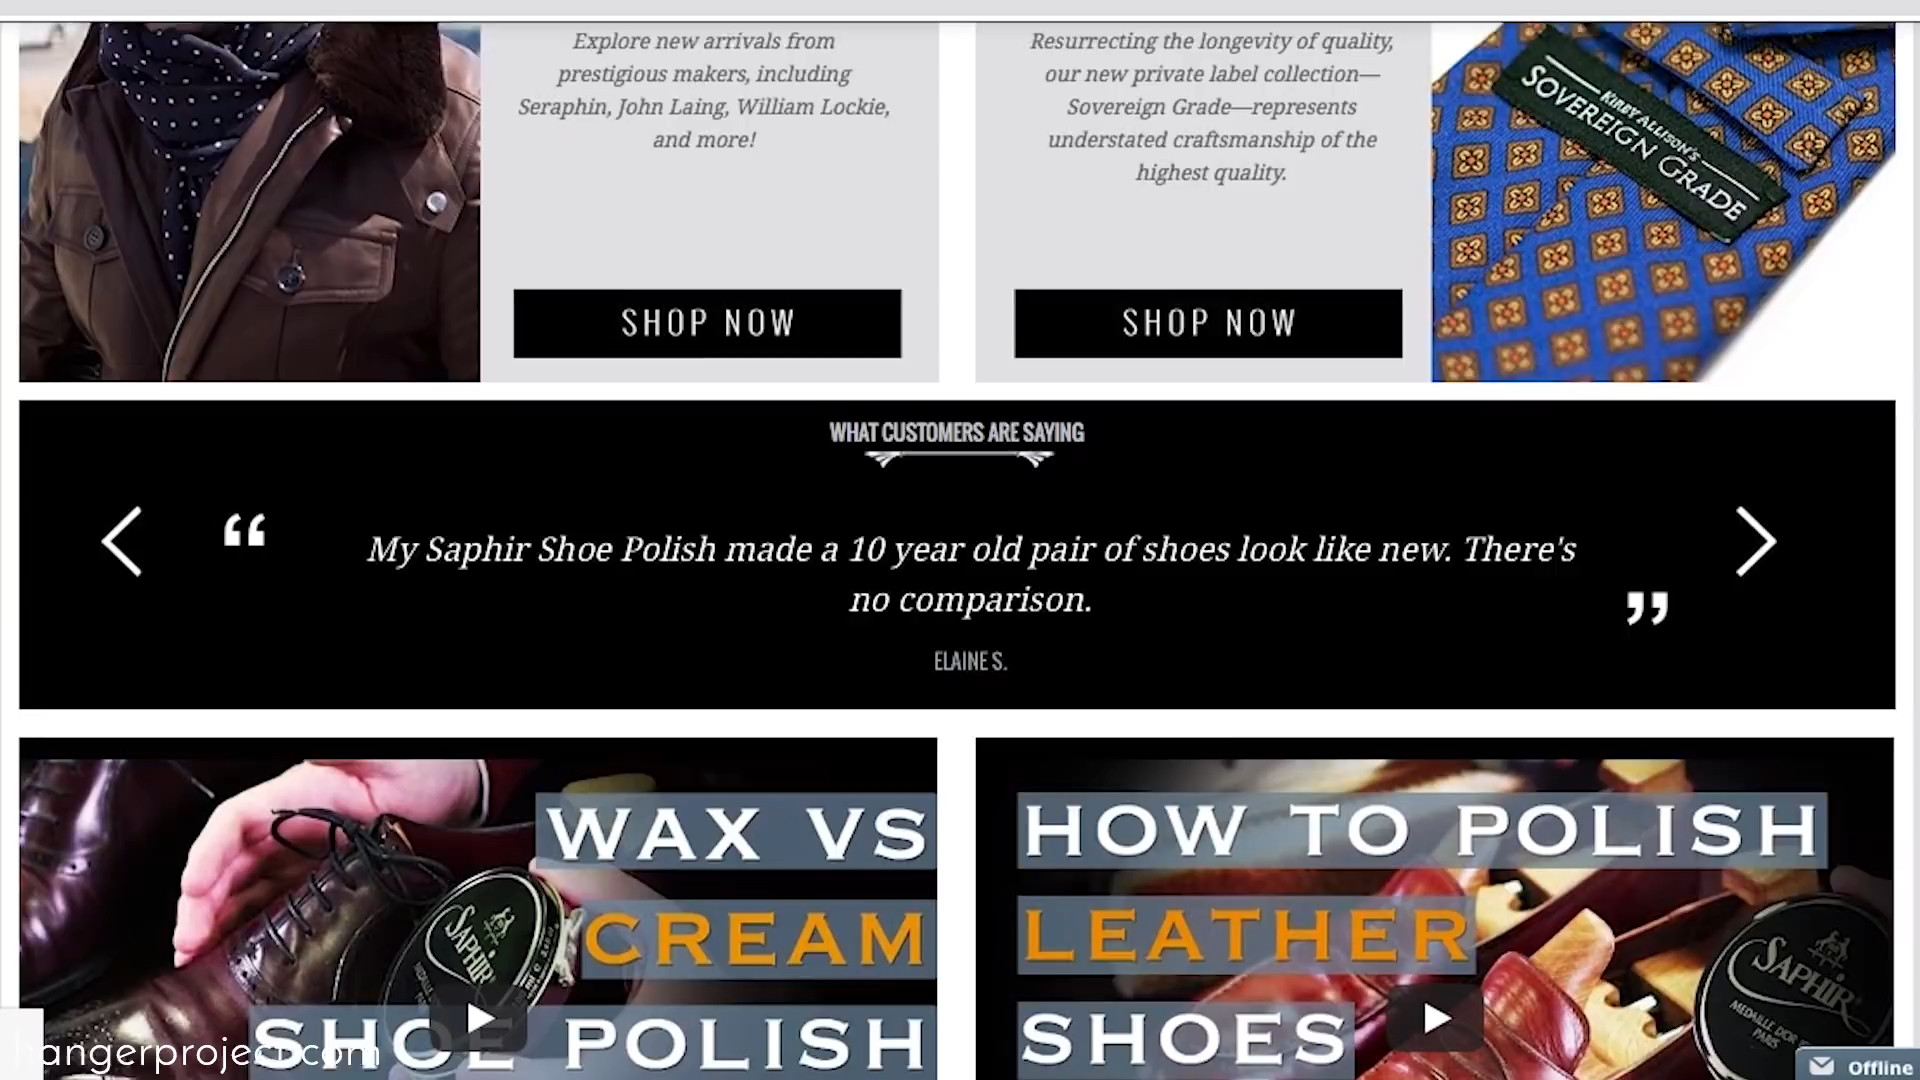 Explore new arrivals from
prestigious makers, including
Seraphin, John Laing, William Lockie,
and more!
SHOP NOW
Resurrecting the longevity of quality,
our new private label collection—
Sovereign Grade—represents
understated craftsmanship of the
highest quality.
SHOP NOW
KIRBY ALLISON'S
SOVEREIGN GRADE
WHAT CUSTOMERS ARE SAYING
“ My Saphir Shoe Polish made a 10 year old pair of shoes look like new. There's
no comparison. ”
ELAINE S.
WAX VS
CREAM
SHOE POLISH
SAPHIR
HOW TO POLISH
LEATHER
SHOES
SAPHIR
MEDAILLE D'OR
PARIS
hangerproject.com
Offline